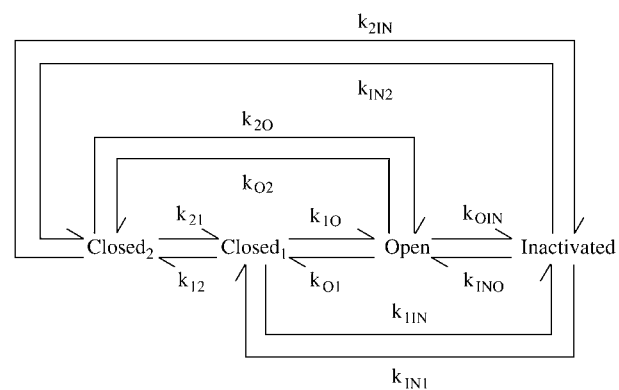 k2IN
kIN2
k2O
kO2
k21 k1O kOIN
Closed2 Closed1 Open Inactivated
k12 kO1 kINO
k1IN
kIN1